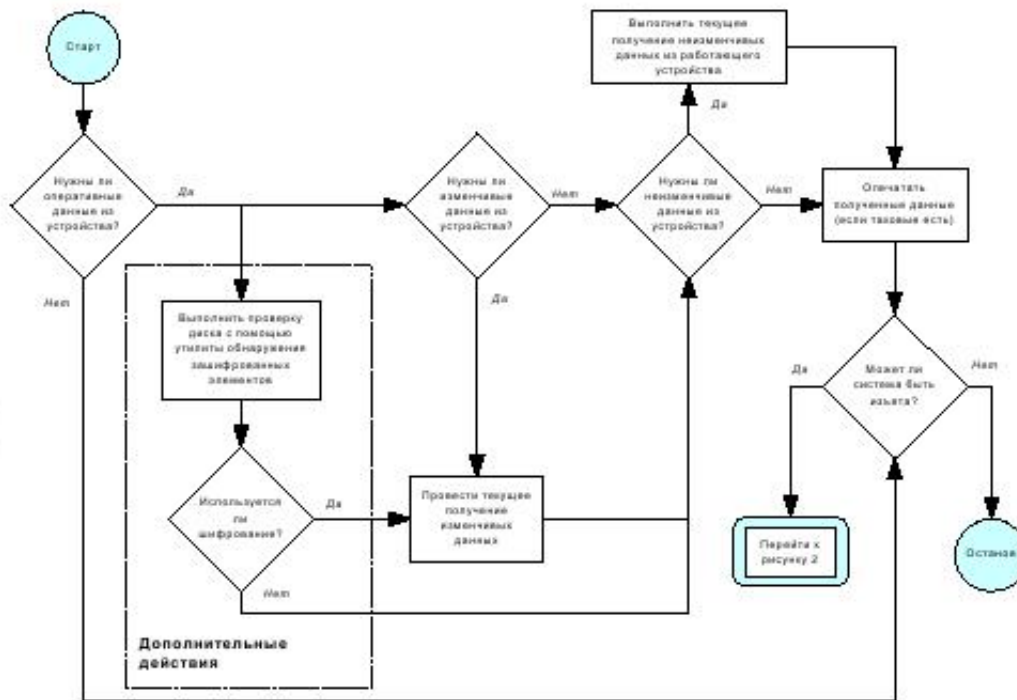 Старт
Выполнить текущее
получение неизменчивых
данных из работающего
устройства
Да
Нужны ли
оперативные
данные из
устройства?
Да
Нужны ли
изменчивые
данные из
устройства?
Нет
Нужны ли
неизменчивые
данные из
устройства?
Нет
Опечатать
полученные данные
(если таковые есть)
Нет
Да
Выполнить проверку
диска с помощью
утилиты обнаружения
зашифрованных
элементов
Да
Может ли
система быть
изъята?
Нет
Используется
ли
шифрование?
Да
Провести текущее
получение
изменчивых
данных
Перейти к
рисунку 2
Останов
Нет
Дополнительные
действия